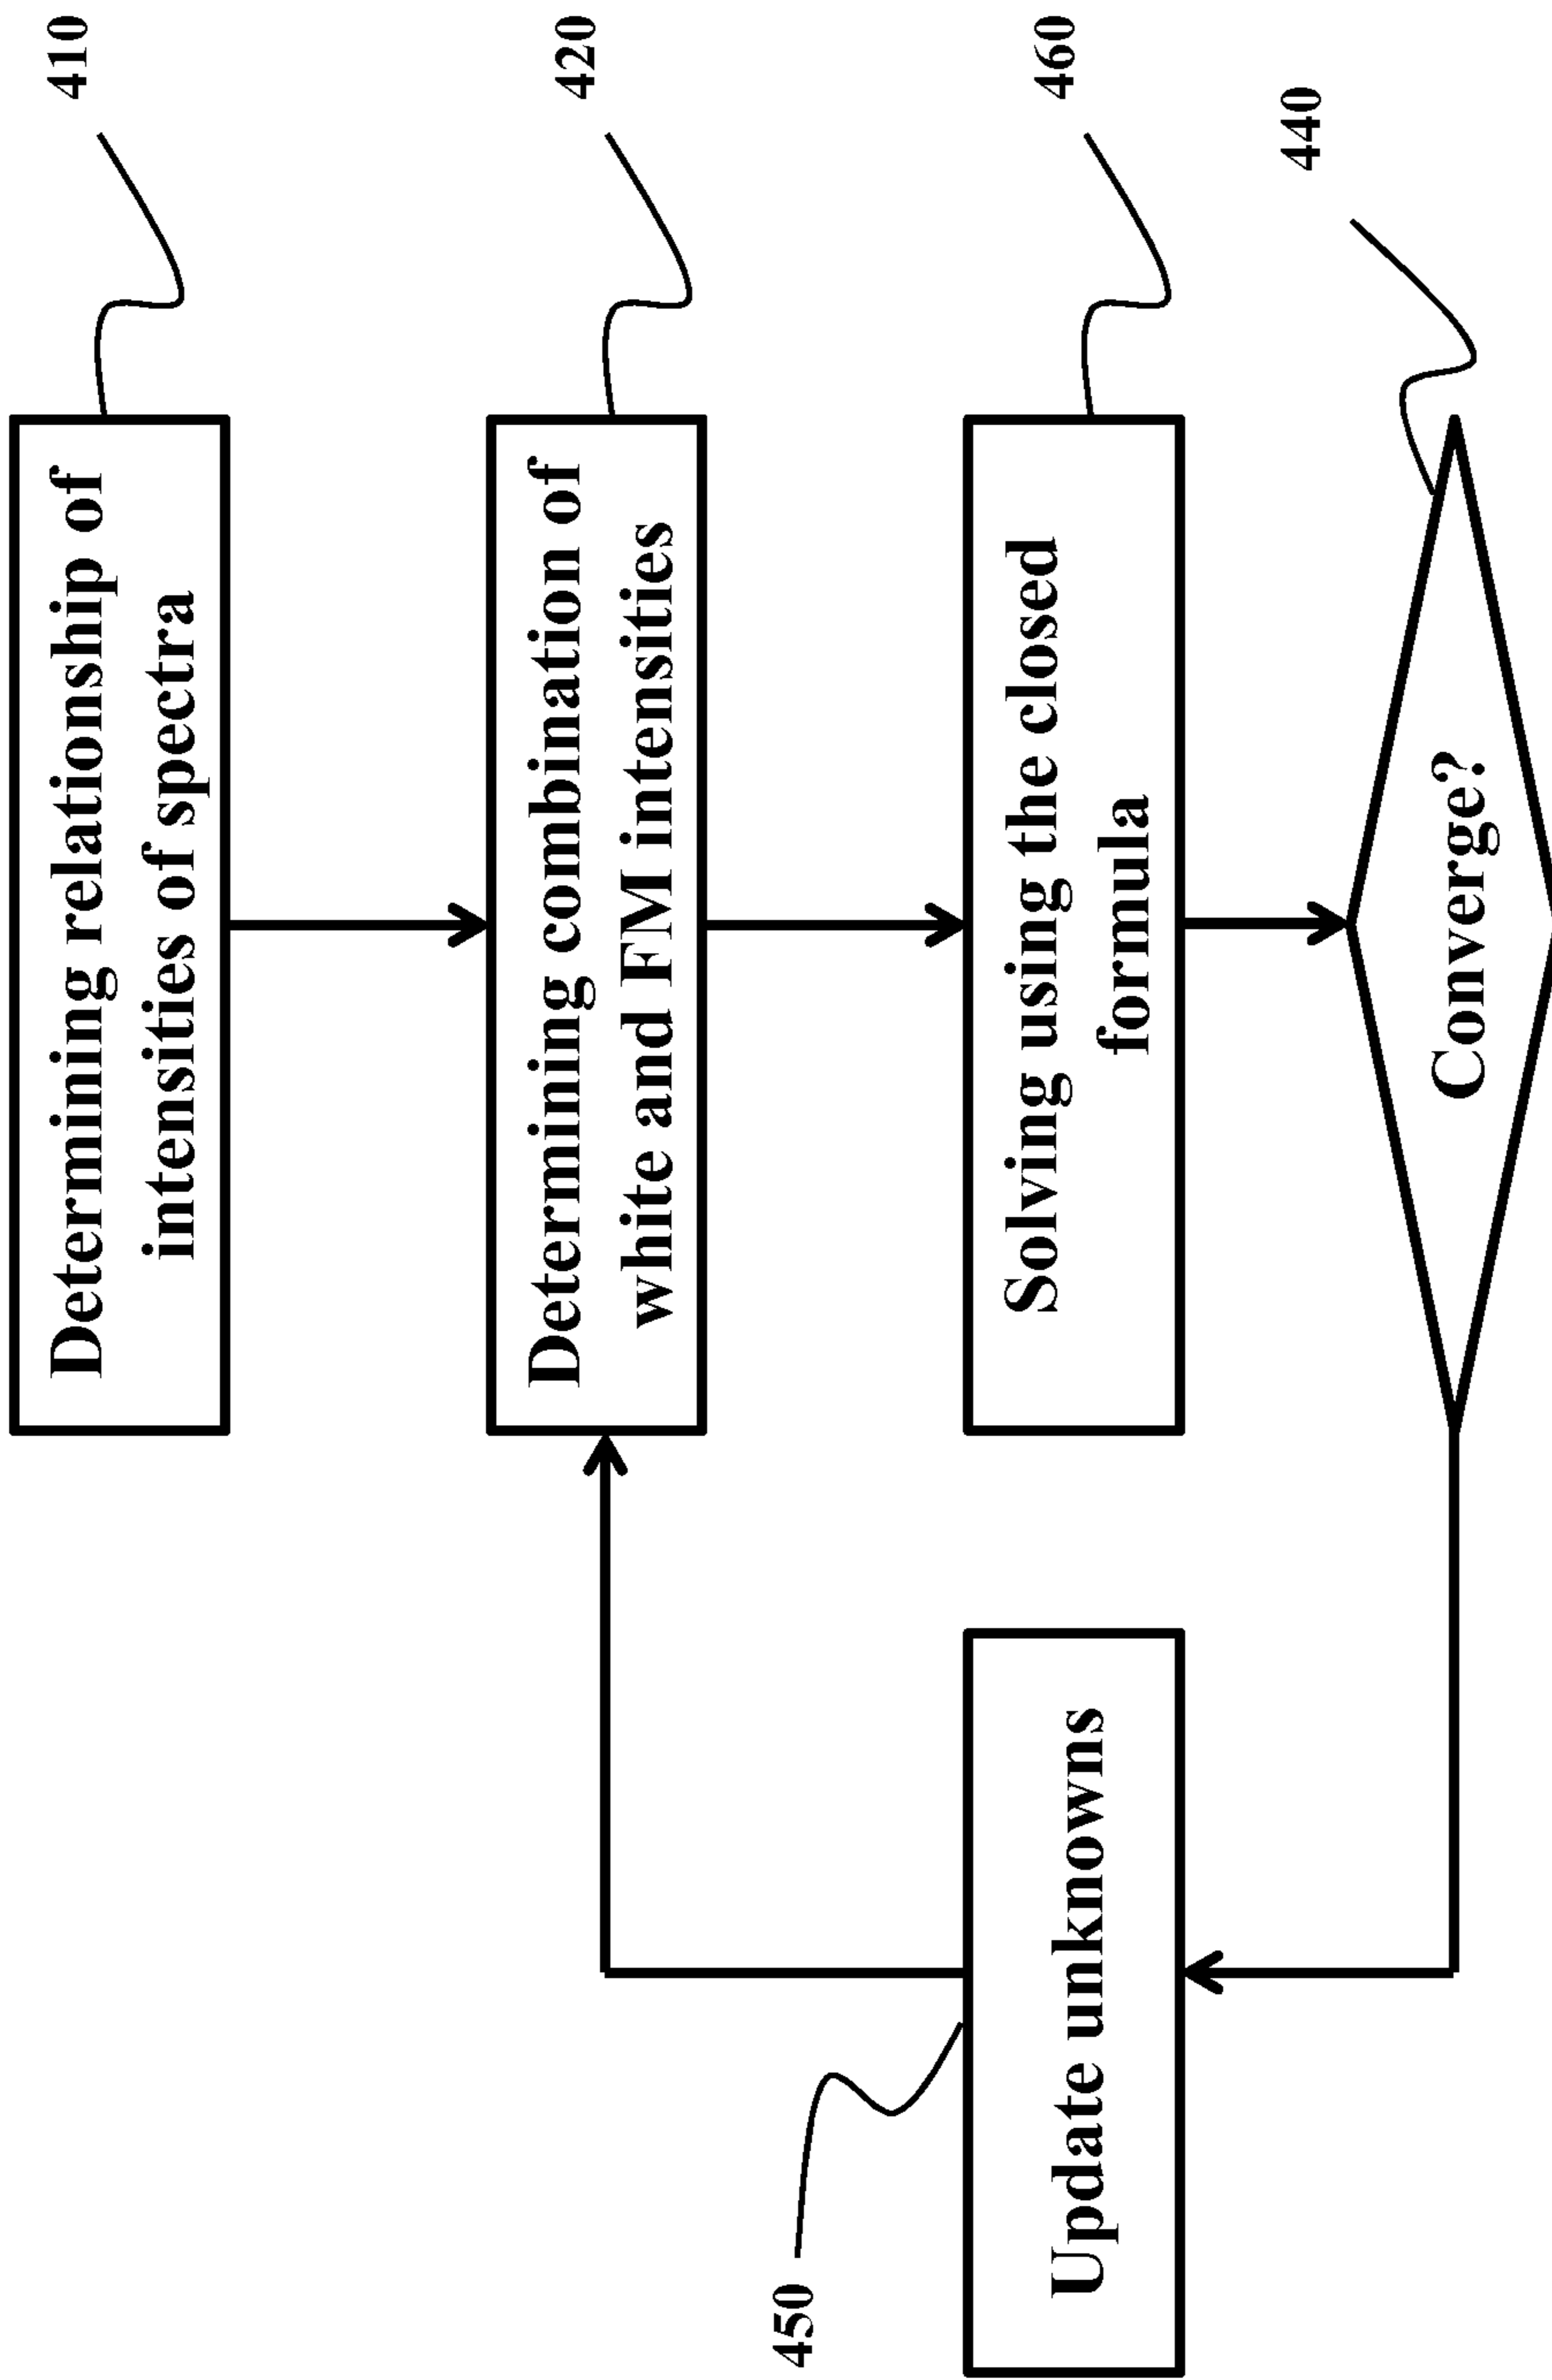 410
Determining relationship of
intensities of spectra
420
Determining combination of
white and FM intensities
460
Solving using the closed
formula
440
Converge?
450
Update unknowns